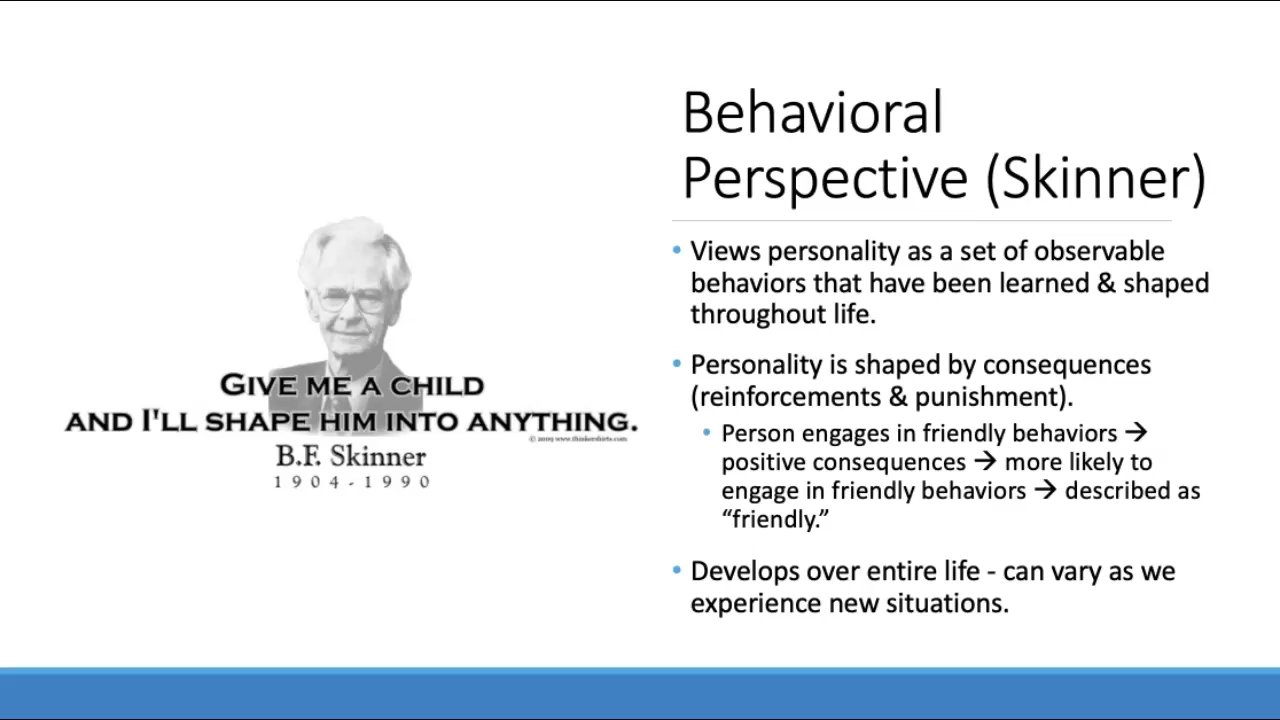 Behavioral
Perspective (Skinner)
• Views personality as a set of observable
behaviors that have been learned & shaped
throughout life.
• Personality is shaped by consequences
(reinforcements & punishment).
• Person engages in friendly behaviors →
positive consequences → more likely to
engage in friendly behaviors → described as
“friendly.”
• Develops over entire life - can vary as we
experience new situations.
GIVE ME A CHILD
AND I'LL SHAPE HIM INTO ANYTHING.
© 2009 www.thinkershirts.com
B.F. Skinner
1904-1990